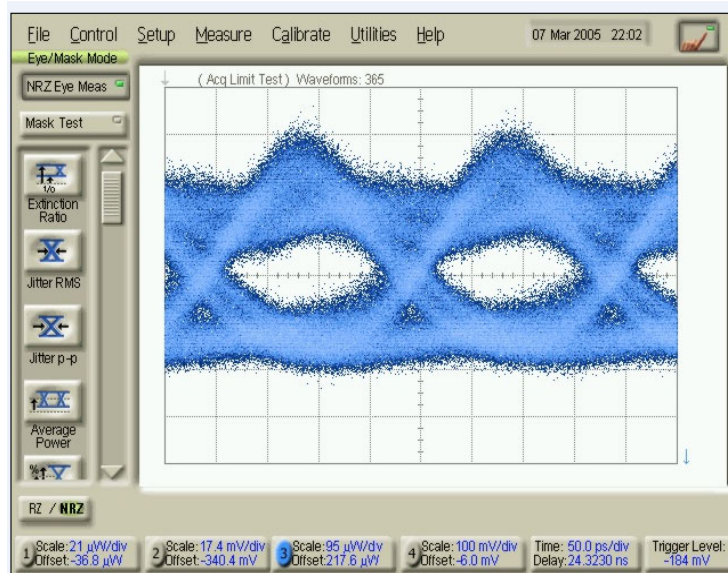 File Control Setup Measure Calibrate Utilities Help 07 Mar 2005 22:02
Eye/Mask Mode
NRZ Eye Meas
Mask Test
( Acq Limit Test ) Waveforms: 365
1/0
Extinction
Ratio
Jitter RMS
Jitter p-p
Average
Power
%
RZ / NRZ
1 Scale:21 µW/div
Offset:-36.8 µW
2 Scale:17.4 mV/div
Offset:-340.4 mV
3 Scale:95 µW/div
Offset:217.6 µW
4 Scale:100 mV/div
Offset:-6.0 mV
Time: 50.0 ps/div
Delay:24.3230 ns
Trigger Level:
-184 mV